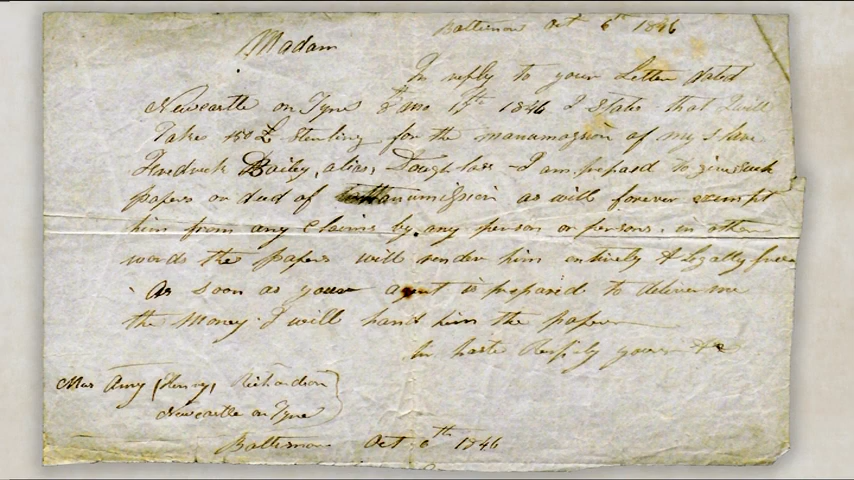 Baltimore Oct 6th 1846
Madam
In reply to your Letter dated
Newcastle on Tyne 8th mo 17th 1846 I state that I will
Take 150£ Sterling for the manumission of my slave
Fredrick Bailey, alias, Douglass - I am prepared to give such
papers or deed of manumission as will forever exempt
him from any claims by any person or persons. in other
words the papers will render him entirely & legally free
As soon as your agent is prepared to deliver me
the Money. I will hand him the papers
In haste yours &c
Mrs Amy (Henry) Richardson
Newcastle on Tyne
Baltimore Oct 6th 1846